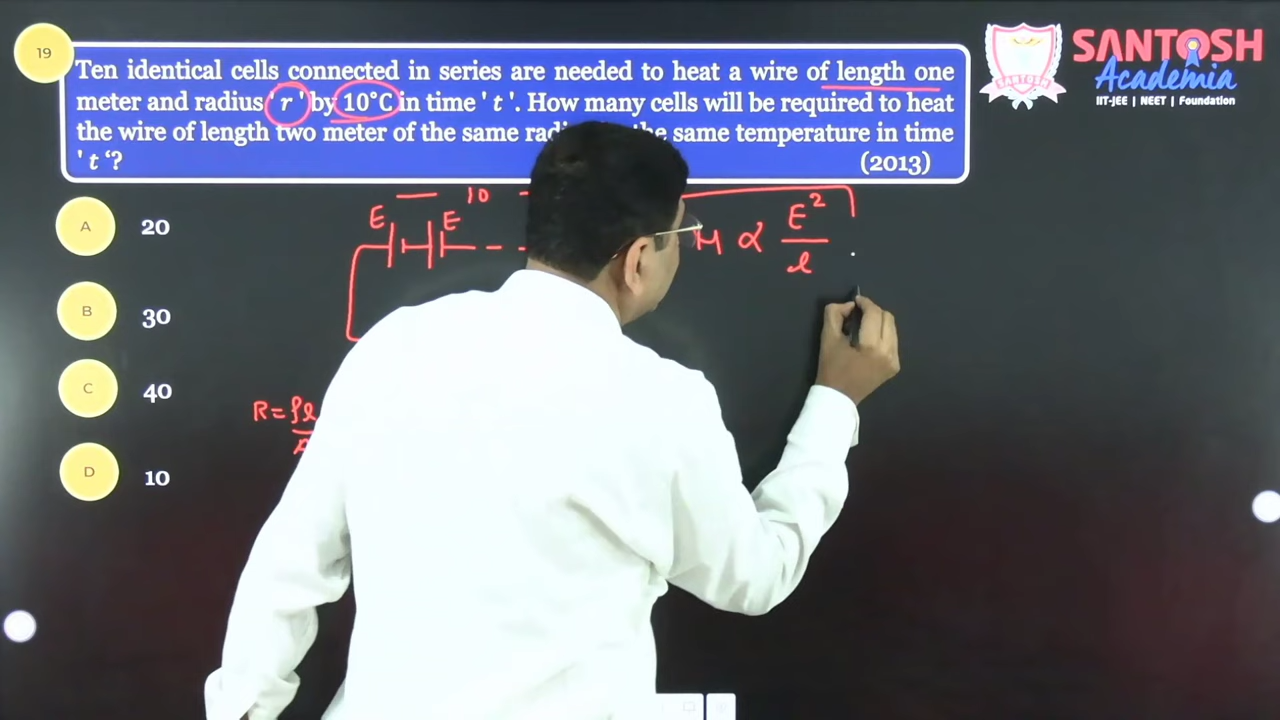 19
Ten identical cells connected in series are needed to heat a wire of length one
meter and radius ' r ' by 10°C in time ' t '. How many cells will be required to heat
the wire of length two meter of the same the same temperature in time
' t ‘?
(2013)
SANTOSH
Academia
IIT-JEE | NEET | Foundation
SANTOSH
A 20
B 30
C 40
D 10
10
E E
H ∝ E²/l
R = ρl